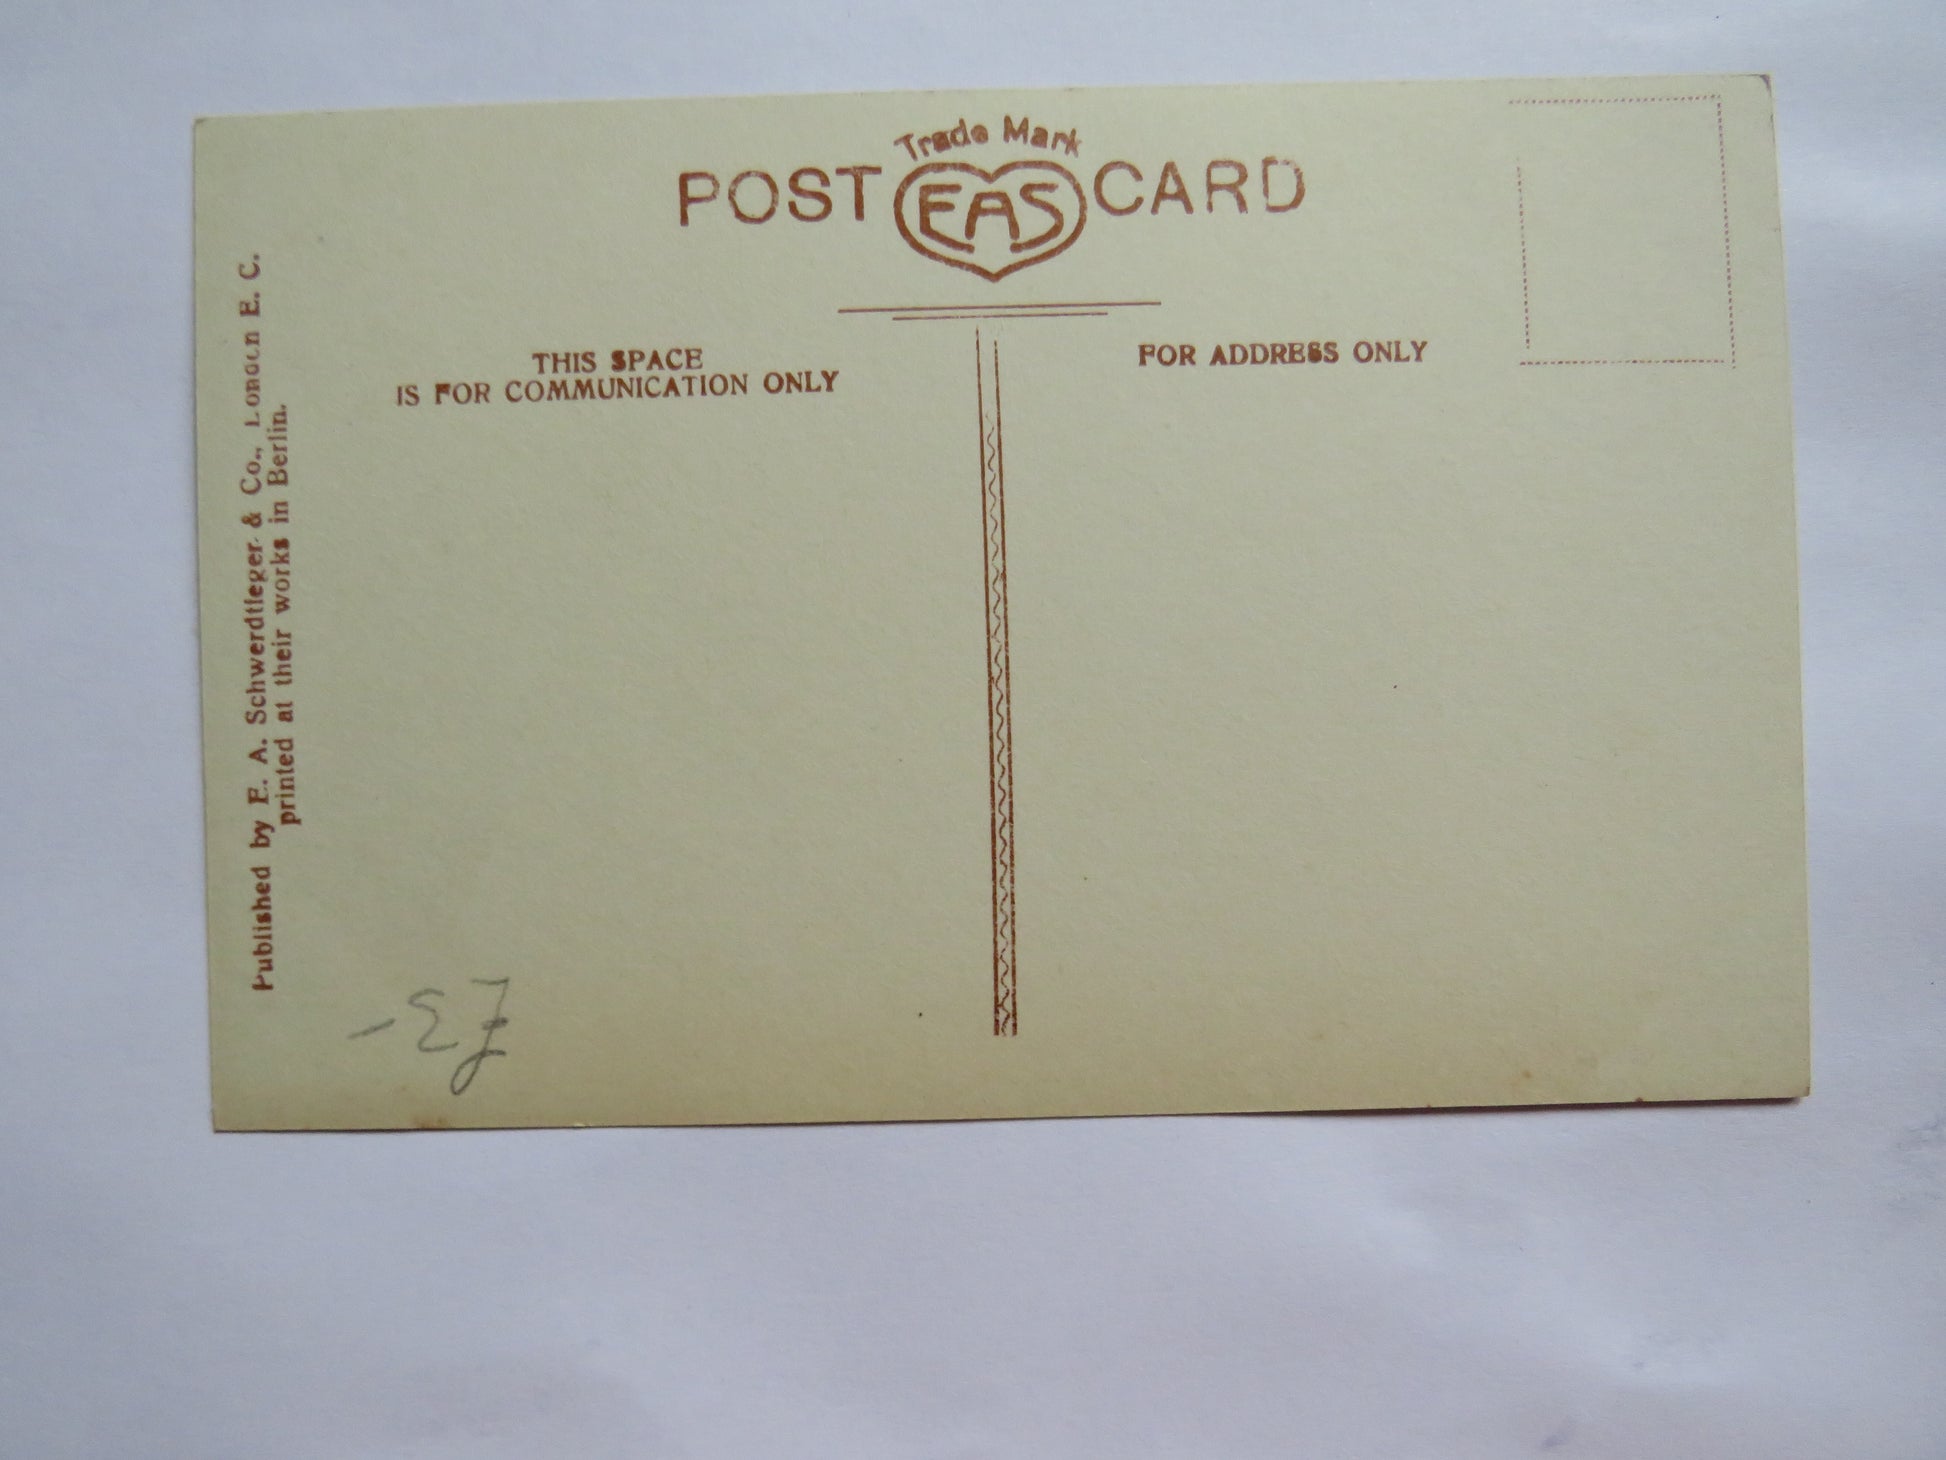 Trade Mark
POST EAS CARD
THIS SPACE
IS FOR COMMUNICATION ONLY
FOR ADDRESS ONLY
Published by E. A. Schwerdtfeger & Co., London E. C.
printed at their works in Berlin.